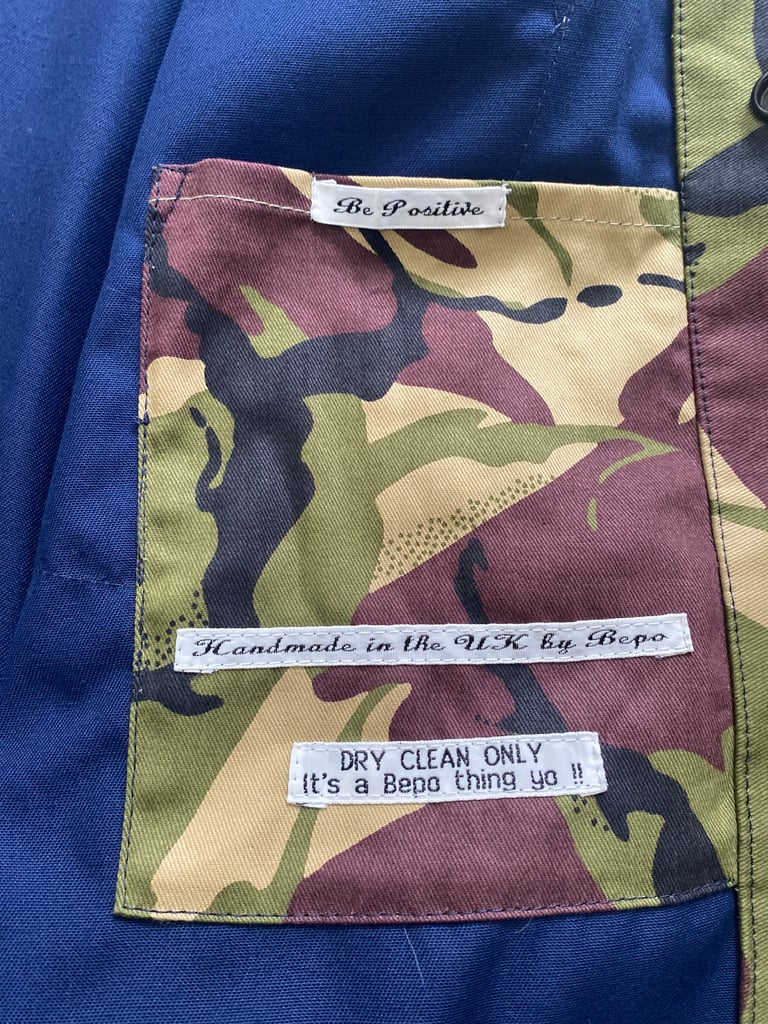 Be Positive
Handmade in the UK by Bepo
DRY CLEAN ONLY
It's a Bepo thing yo !!